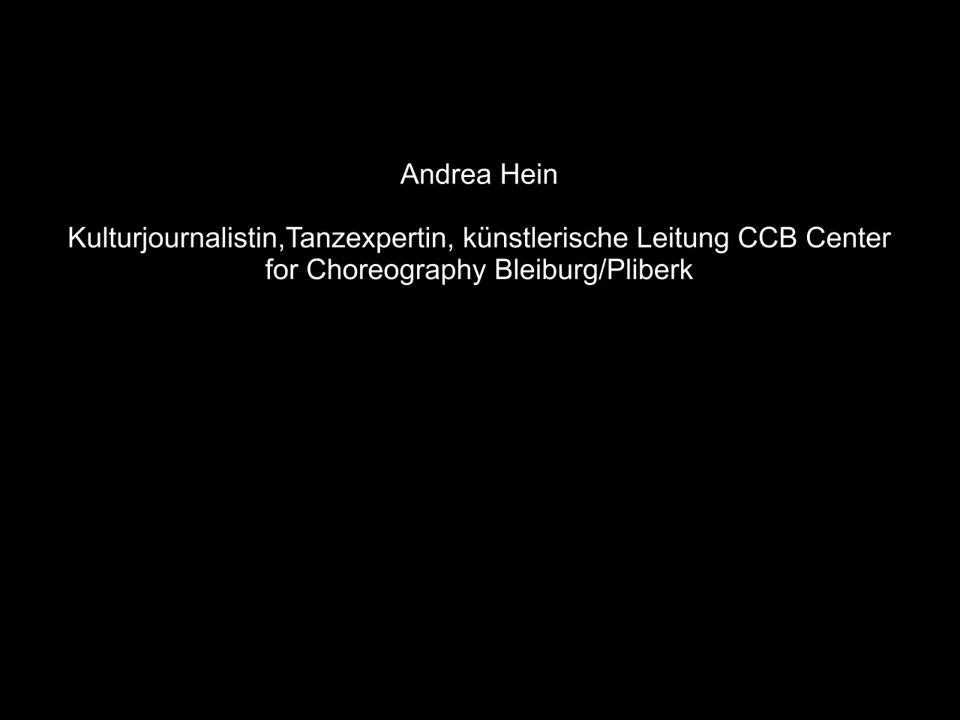 Andrea Hein
Kulturjournalistin,Tanzexpertin, künstlerische Leitung CCB Center
for Choreography Bleiburg/Pliberk